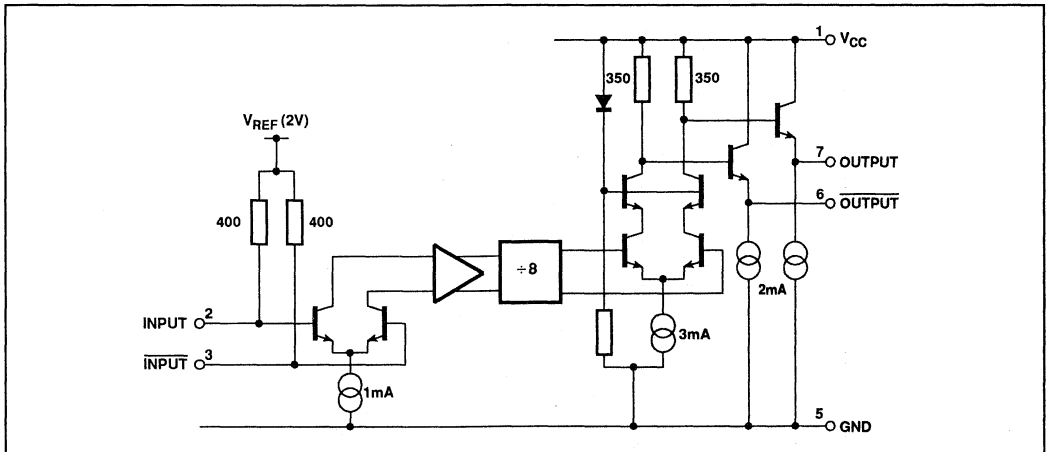 1 VCC
350 350
VREF (2V)
7 OUTPUT
6 OUTPUT
400 400
÷8
2mA
INPUT 2
3mA
INPUT 3
1mA
5 GND